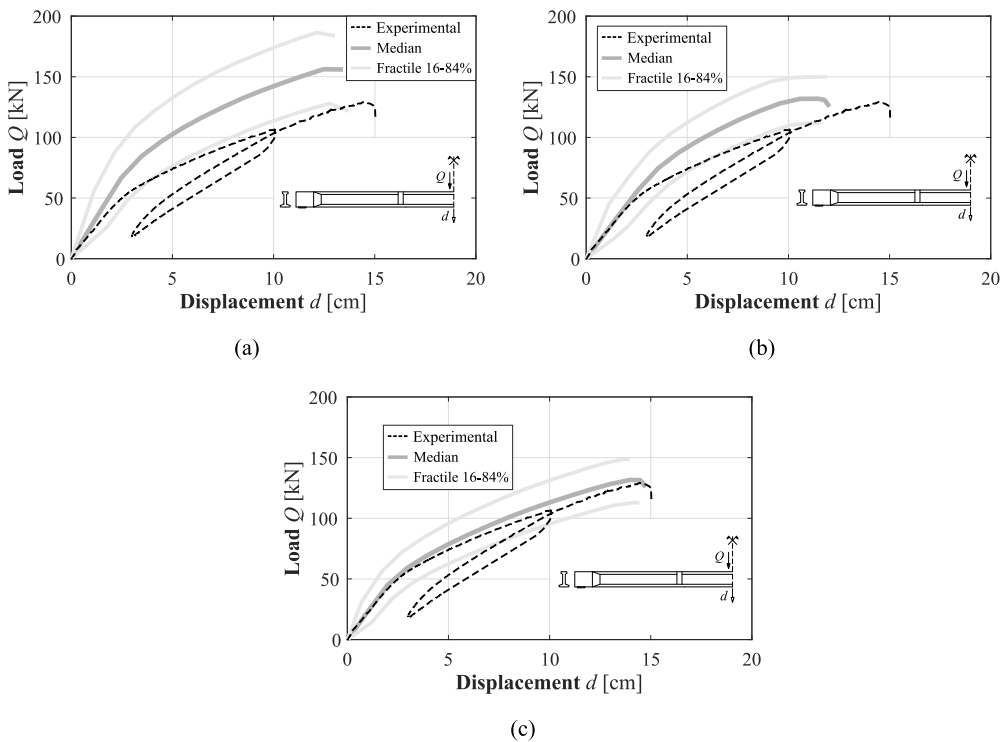 200
150
100
50
0
Load Q [kN]
Experimental
Median
Fractile 16-84%
Q
d
0
5
10
15
20
Displacement d [cm]
(a)
200
150
100
50
0
Load Q [kN]
Experimental
Median
Fractile 16-84%
Q
d
0
5
10
15
20
Displacement d [cm]
(b)
200
150
100
50
0
Load Q [kN]
Experimental
Median
Fractile 16-84%
Q
d
0
5
10
15
20
Displacement d [cm]
(c)